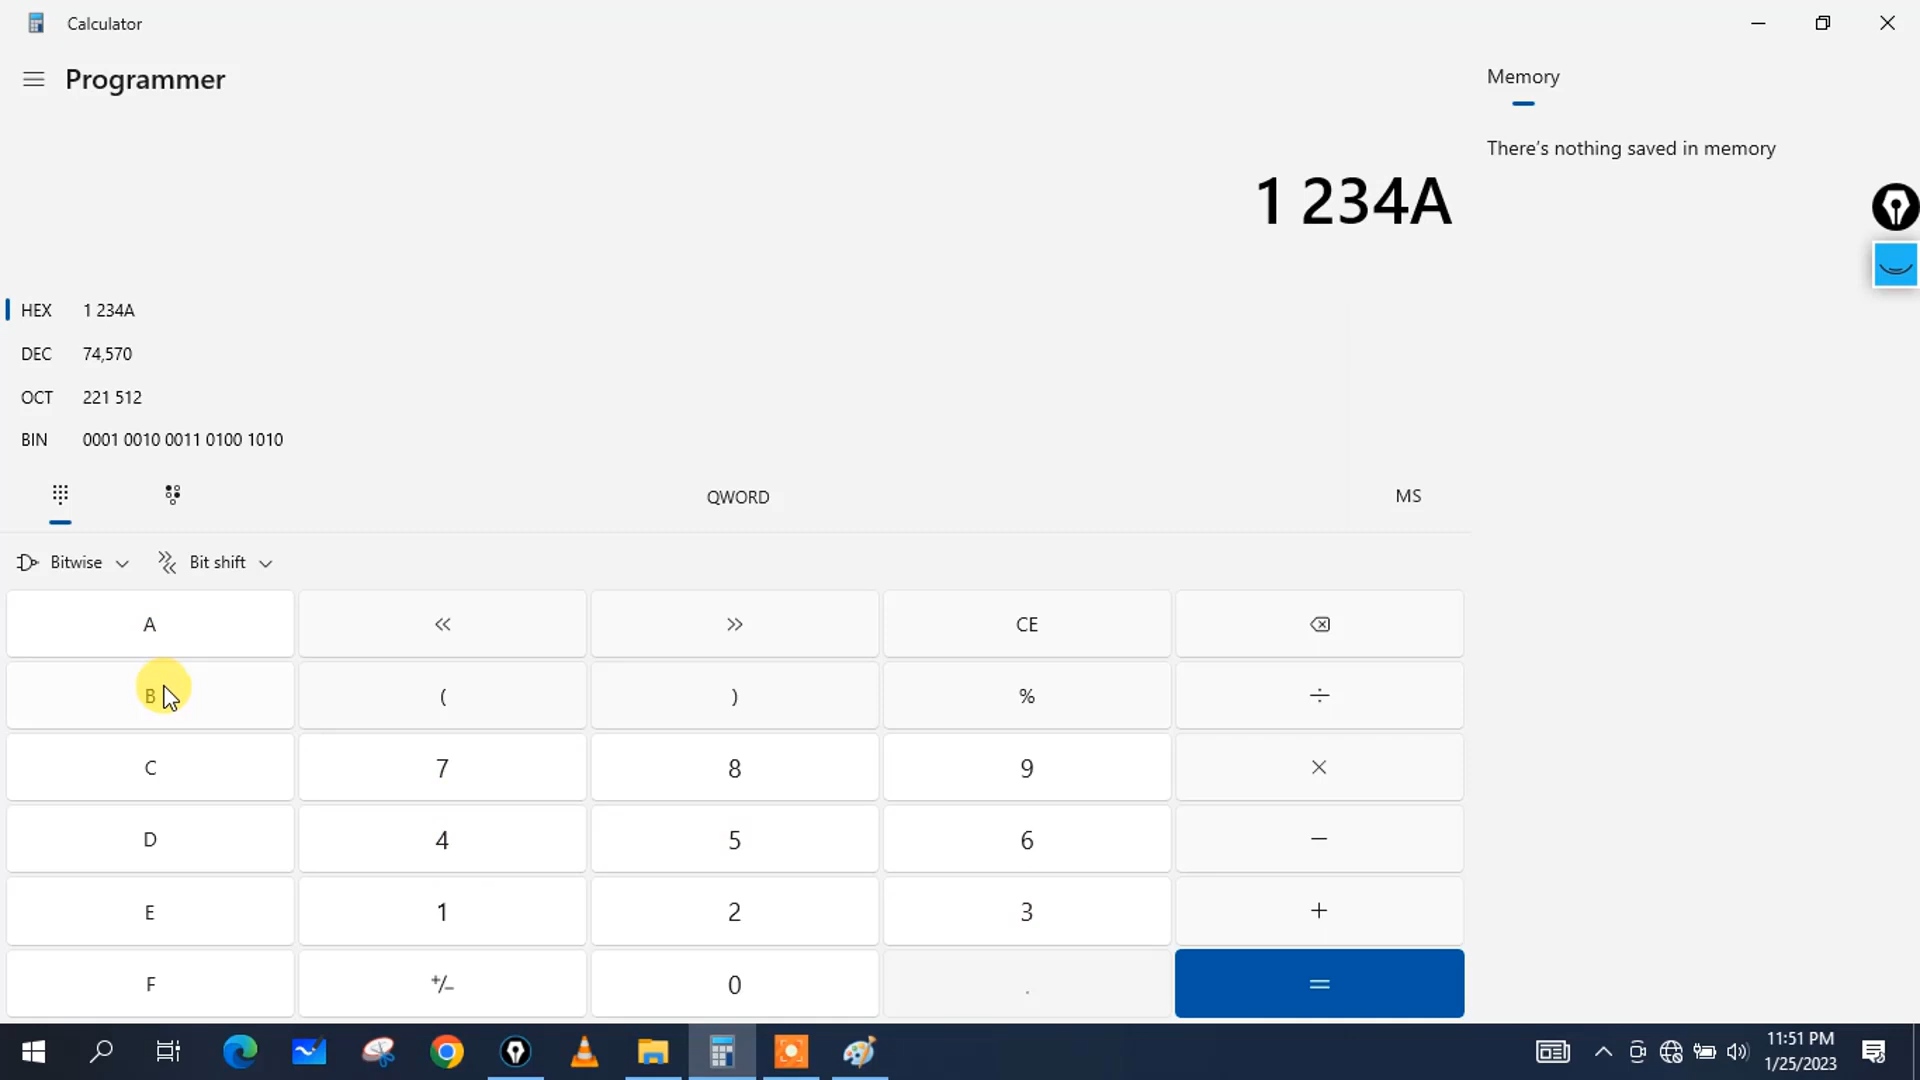 Calculator
Programmer
Memory
There's nothing saved in memory
1 234A
HEX 1 234A
DEC 74,570
OCT 221 512
BIN 0001 0010 0011 0100 1010
QWORD MS
Bitwise Bit shift
A « » CE
B ( ) % ÷
C 7 8 9 ×
D 4 5 6 −
E 1 2 3 +
F +/− 0 . =
11:51 PM
1/25/2023